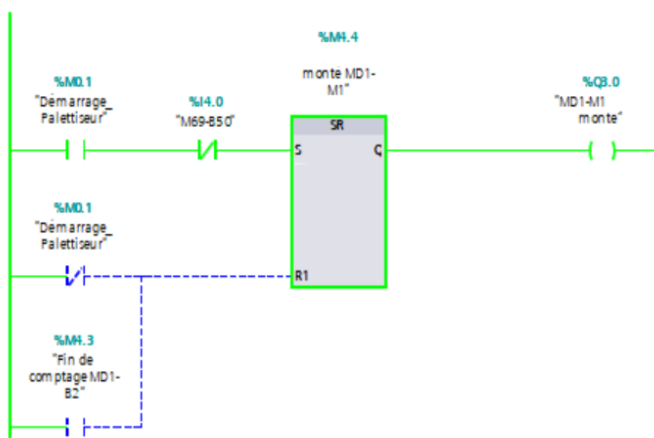 %M4.4
monté MD1-
M1"
%M0.1
"Démarrage_
Palettiseur"
%I4.0
"M69-B50"
%Q3.0
"MD1-M1
monte"
SR
S
Q
%M0.1
"Démarrage_
Palettiseur"
R1
%M4.3
"Fin de
comptage MD1-
B2"